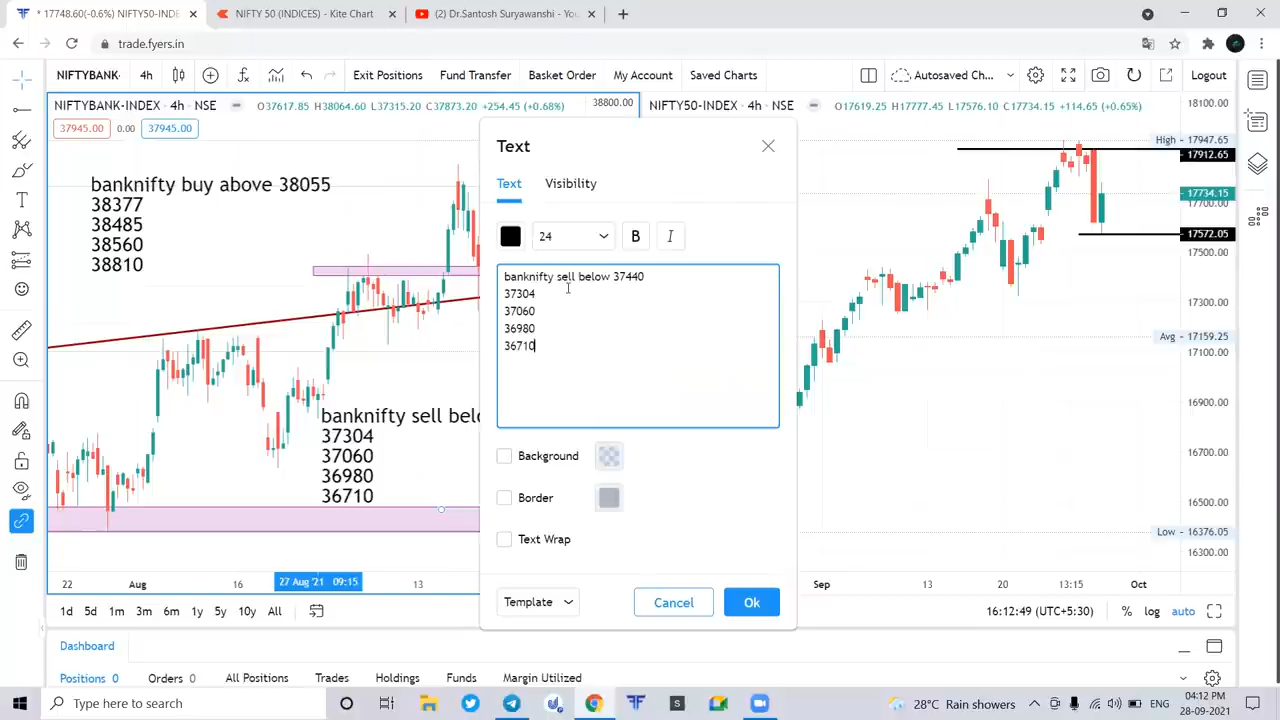 * 17748.60(-0.6%) NIFTY50-INDE
NIFTY 50 (INDICES) - Kite Chart
(2) Dr.Santosh Suryawanshi - You
trade.fyers.in
NIFTYBANK- 4h Exit Positions Fund Transfer Basket Order My Account Saved Charts Autosaved Ch... Logout
NIFTYBANK-INDEX • 4h • NSE O37617.85 H38064.60 L37315.20 C37873.20 +254.45 (+0.68%) 38800.00
37945.00 0.00 37945.00
banknifty buy above 38055
38377
38485
38560
38810
banknifty sell belo
37304
37060
36980
36710
22 Aug 16 27 Aug '21 09:15 13
NIFTY50-INDEX • 4h • NSE O17619.25 H17777.45 L17576.10 C17734.15 +114.65 (+0.65%)
18100.00
High 17947.65
17912.65
17734.15
17700.00
17572.05
17500.00
17300.00
Avg 17159.25
17100.00
16900.00
16700.00
16500.00
Low 16376.05
16300.00
Sep 13 20 13:15 Oct
Text
Text Visibility
24 B I
banknifty sell below 37440
37304
37060
36980
36710
Background
Border
Text Wrap
Template Cancel Ok
1d 5d 1m 3m 6m 1y 5y 10y All 16:12:49 (UTC+5:30) % log auto
Dashboard
Positions 0 Orders 0 All Positions Trades Holdings Funds Margin Utilized
Type here to search
28°C Rain showers ENG 04:12 PM
28-09-2021